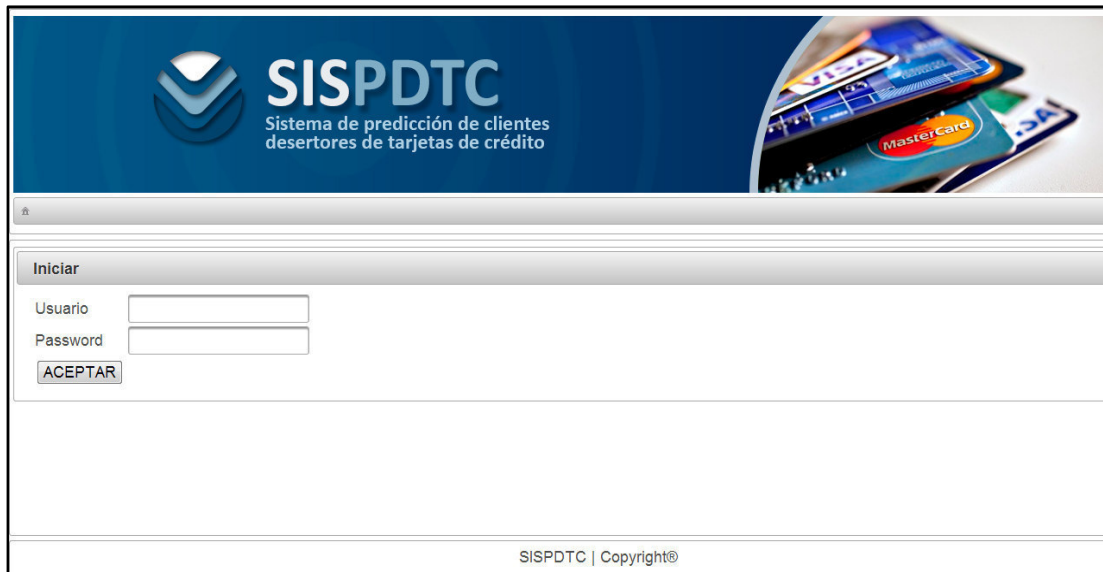 SISPDTC
Sistema de predicción de clientes
desertores de tarjetas de crédito
VISA
MasterCard
Iniciar
Usuario
Password
ACEPTAR
SISPDTC | Copyright®